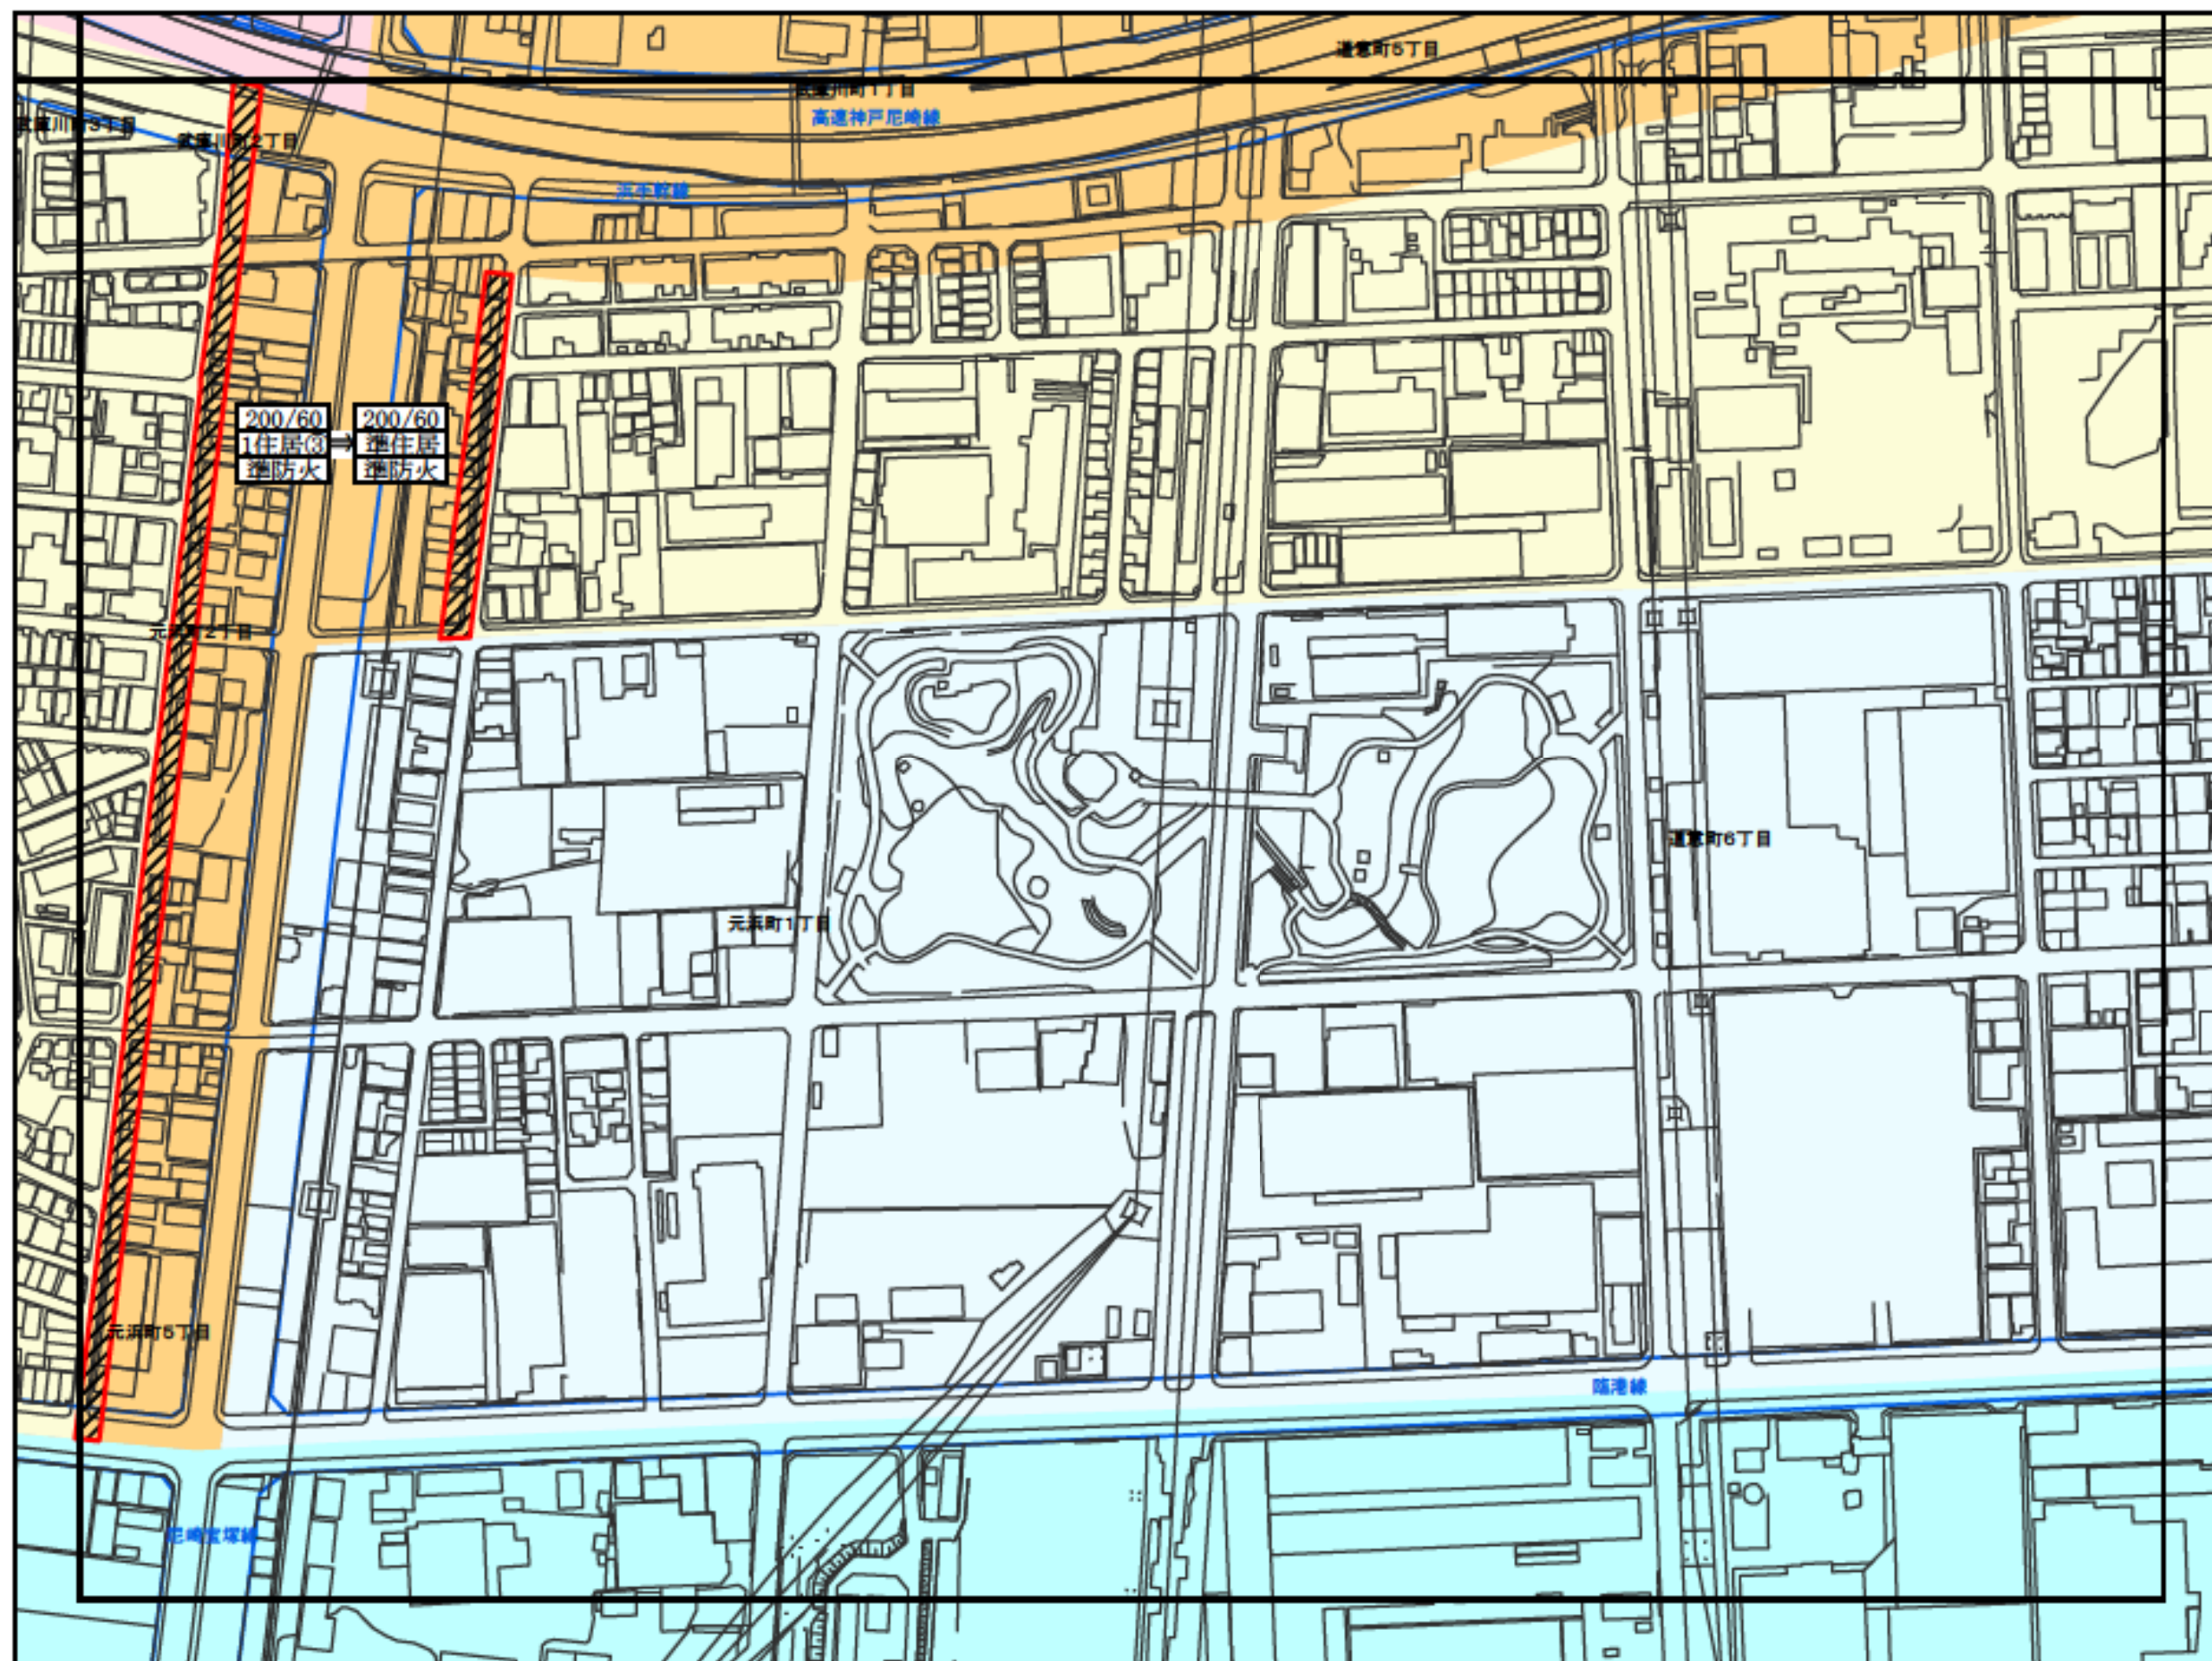 道意町5丁目
武庫川町1丁目
高速神戸尼崎線
武庫川町3丁目
武庫川町2丁目
浜手幹線
200/60
1住居(3
準防火
⇒
200/60
準住居
準防火
元浜町2丁目
道意町6丁目
元浜町1丁目
元浜町5丁目
臨港線
尼崎宝塚線